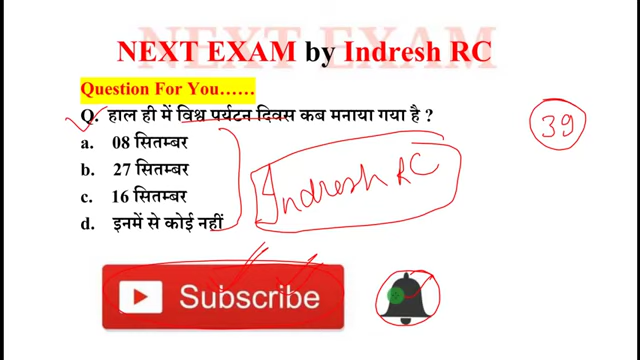 NEXT EXAM by Indresh RC
Question For You......
Q. हाल ही में विश्व पर्यटन दिवस कब मनाया गया है ?
39
a. 08 सितम्बर
b. 27 सितम्बर
c. 16 सितम्बर
d. इनमें से कोई नहीं
Indresh RC
Subscribe